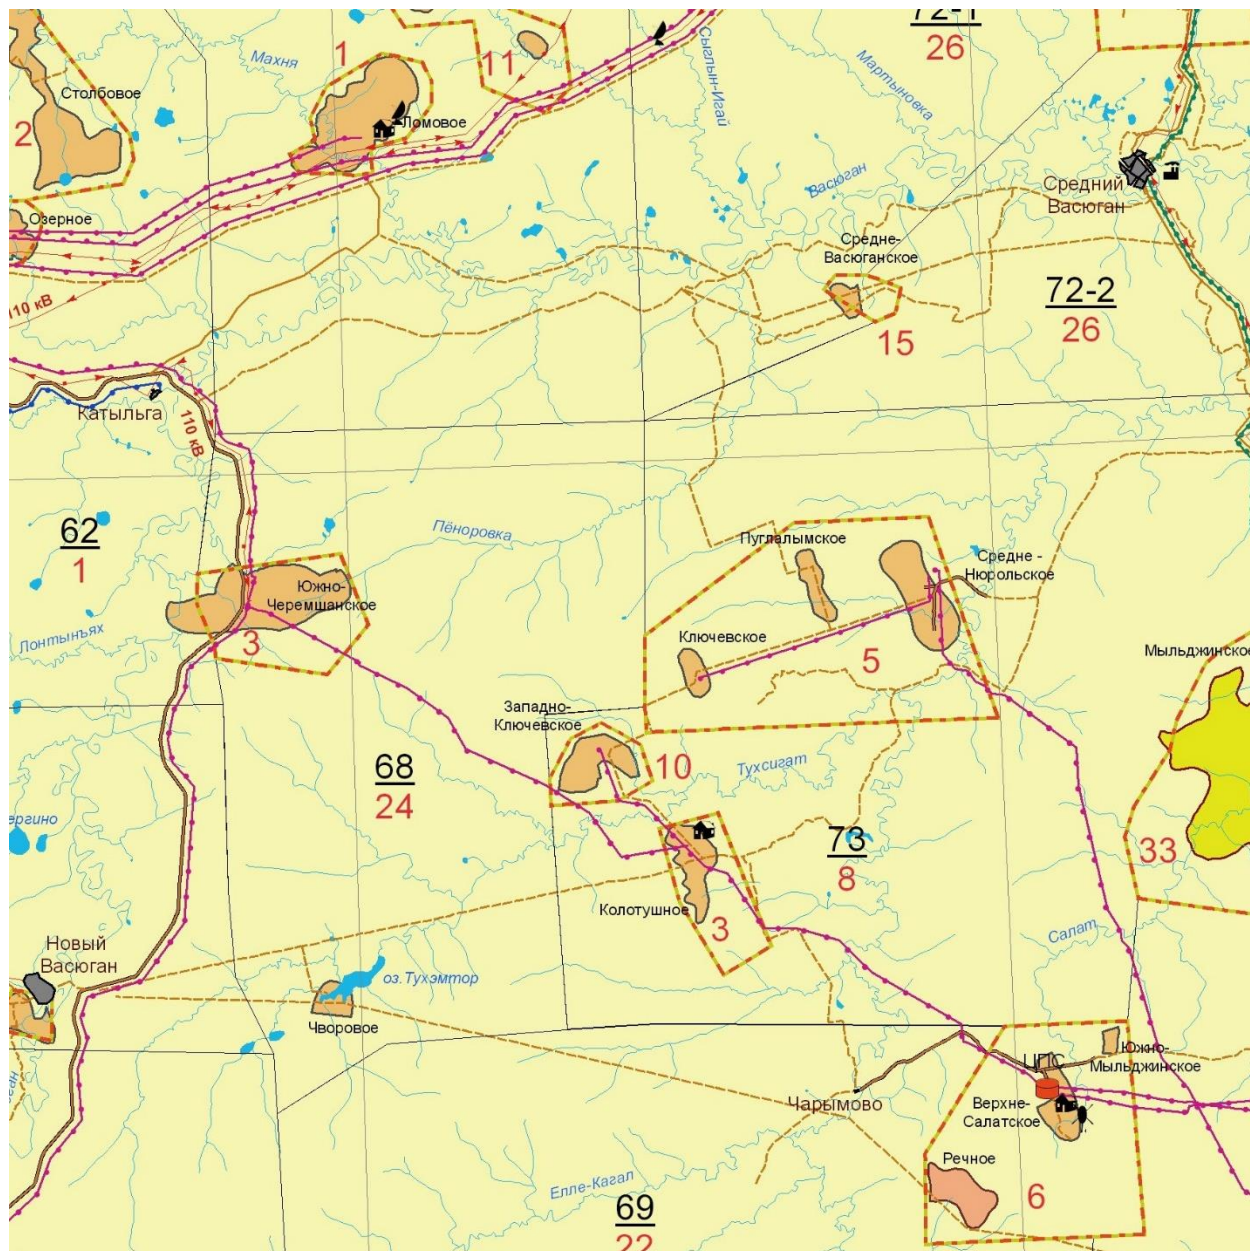 72-1
26
Махня
1
11
Сыглын-Игай
Мартыновка
Столбовое
2
Ломовое
Озерное
Васюган
Средний
Васюган
Средне-
Васюганское
15
72-2
26
110 кВ
Катыльга
110 кВ
62
1
Пёноровка
Пуглалымское
Средне -
Нюрольское
Южно-
Черемшанское
3
Лонтынъях
Ключевское
5
Мыльджинское
Западно-
Ключевское
10
Тухсигат
68
24
ергино
73
8
33
Колотушное
3
Салат
Новый
Васюган
оз.Тухэмтор
Чворовое
ЦПС
Южно-
Мыльджинское
Чарымово
Верхне-
Салатское
Речное
6
Елле-Кагал
69
22